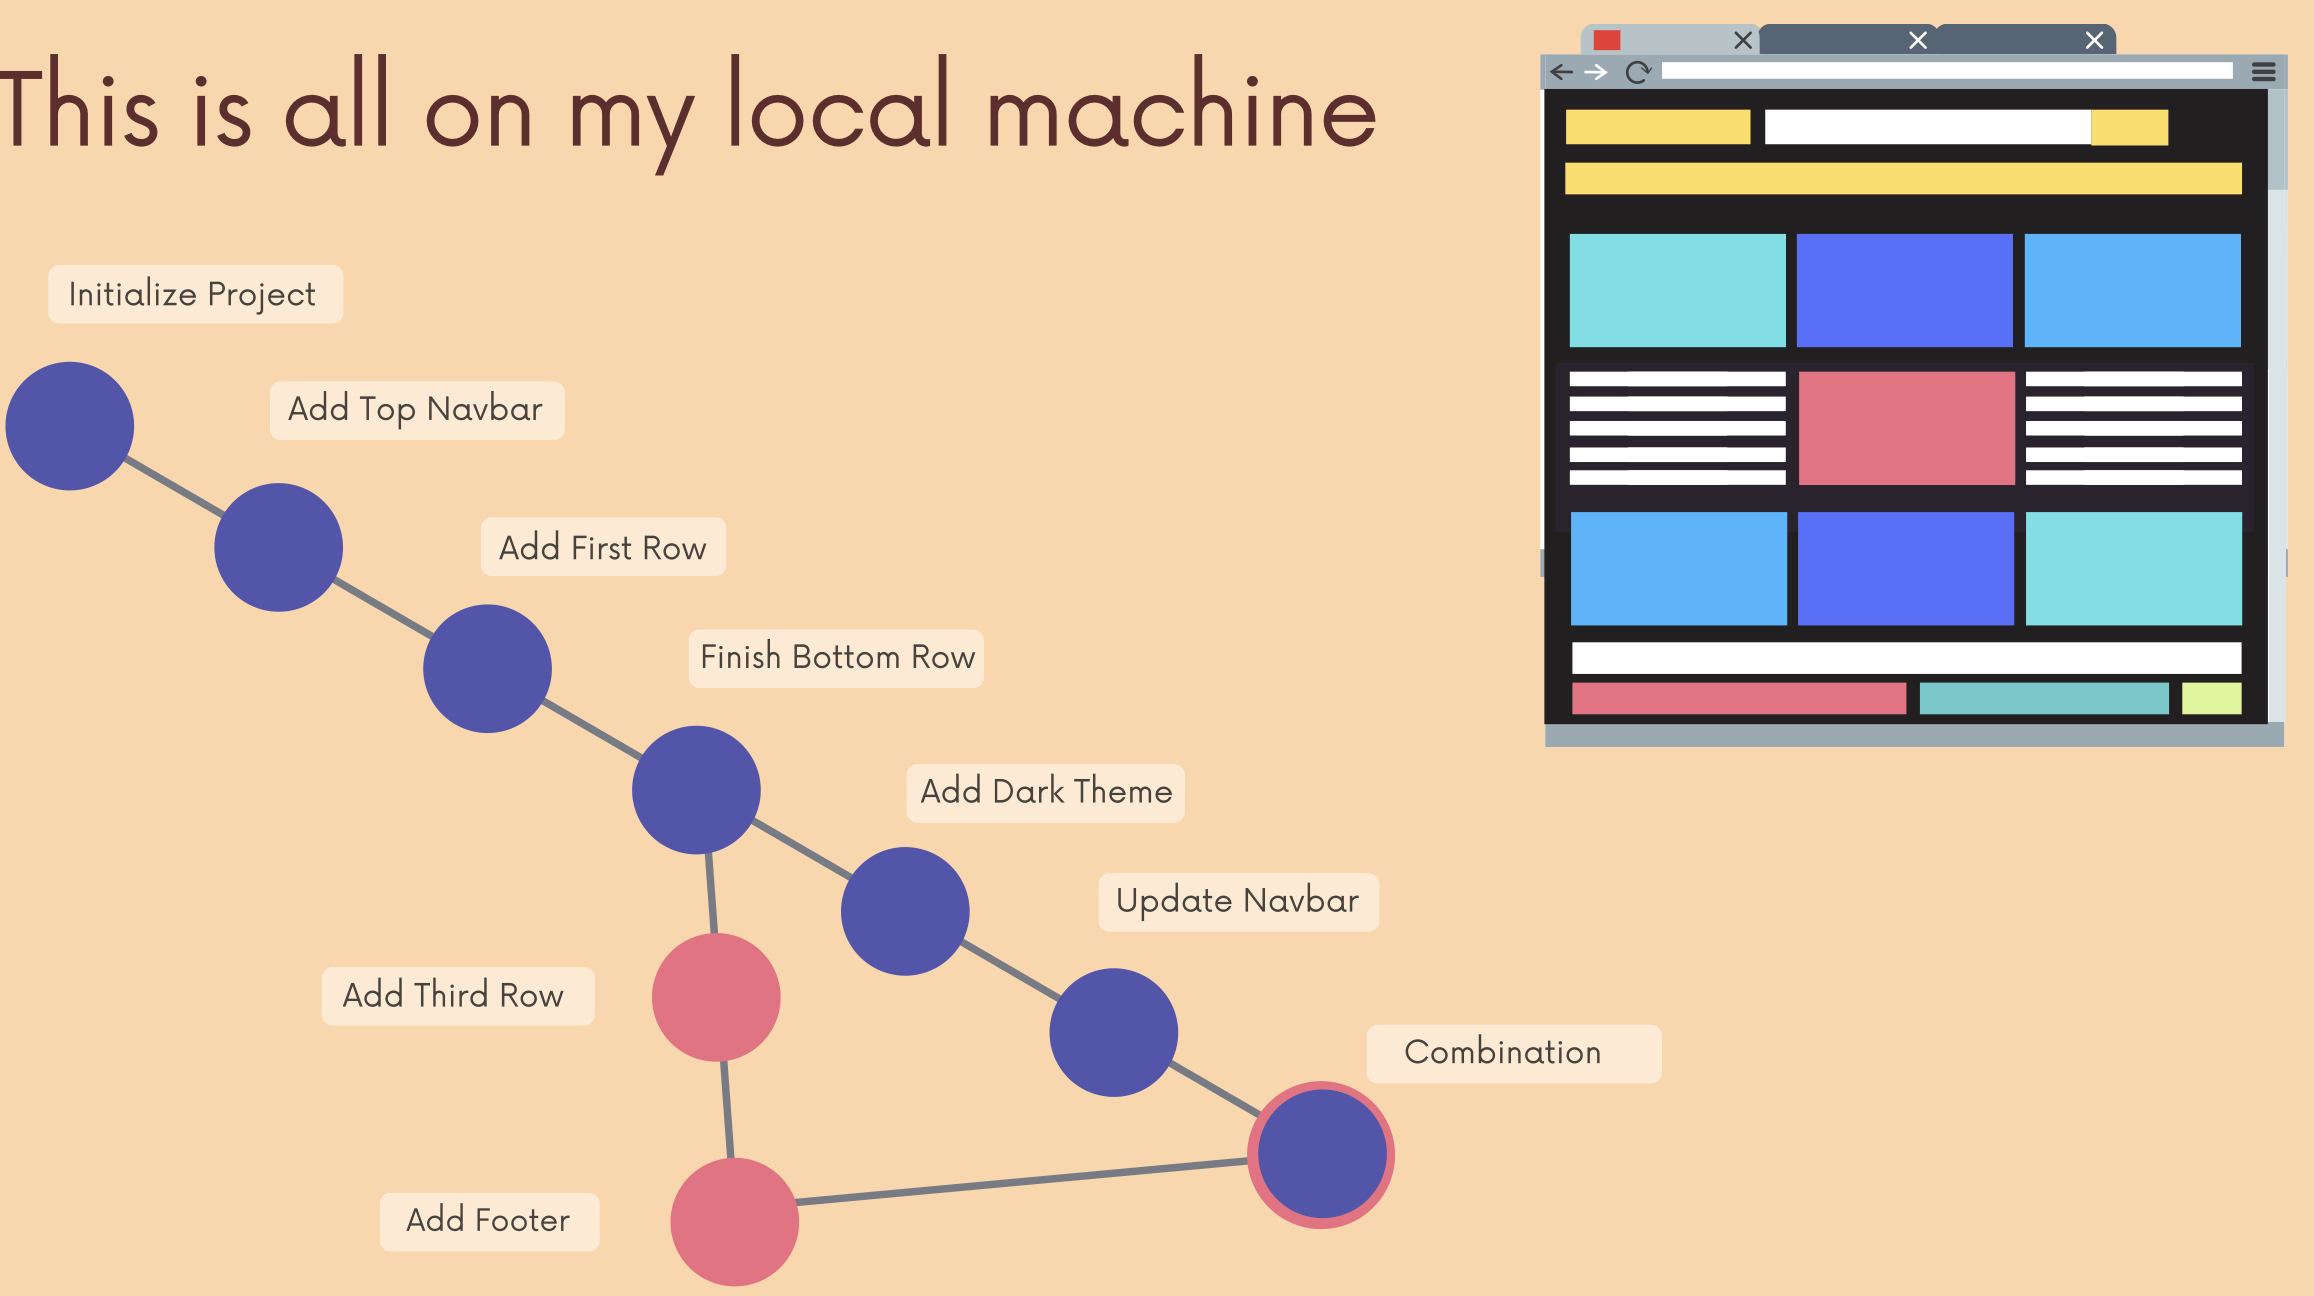 This is all on my local machine
Initialize Project
Add Top Navbar
Add First Row
Finish Bottom Row
Add Dark Theme
Update Navbar
Add Third Row
Combination
Add Footer